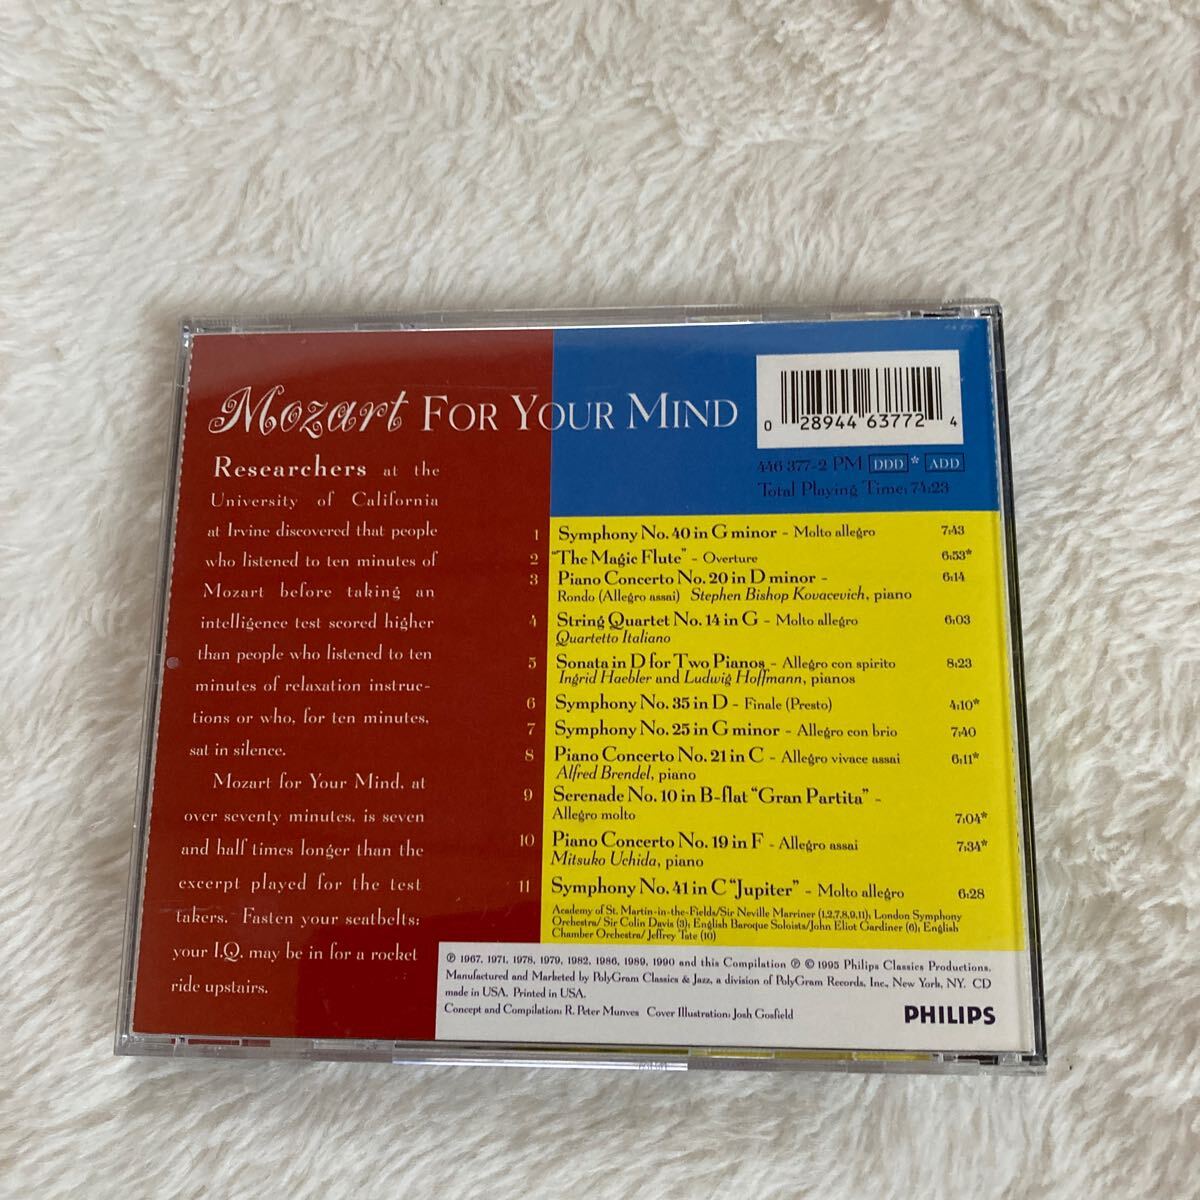 Mozart FOR YOUR MIND
0 28944 63772 4
446 377-2 PM DDD * ADD
Total Playing Time: 74:23
Researchers at the
University of California
at Irvine discovered that people
who listened to ten minutes of
Mozart before taking an
intelligence test scored higher
than people who listened to ten
minutes of relaxation instruc-
tions or who, for ten minutes,
sat in silence.
Mozart for Your Mind, at
over seventy minutes, is seven
and half times longer than the
excerpt played for the test
takers. Fasten your seatbelts:
your I.Q. may be in for a rocket
ride upstairs.
1 Symphony No. 40 in G minor - Molto allegro 7:43
2 "The Magic Flute" - Overture 6:53*
3 Piano Concerto No. 20 in D minor - 6:14
Rondo (Allegro assai) Stephen Bishop Kovacevich, piano
4 String Quartet No. 14 in G - Molto allegro 6:03
Quartetto Italiano
5 Sonata in D for Two Pianos - Allegro con spirito 8:23
Ingrid Haebler and Ludwig Hoffmann, pianos
6 Symphony No. 35 in D - Finale (Presto) 4:10*
7 Symphony No. 25 in G minor - Allegro con brio 7:40
8 Piano Concerto No. 21 in C - Allegro vivace assai 6:11*
Alfred Brendel, piano
9 Serenade No. 10 in B-flat "Gran Partita" -
Allegro molto 7:04*
10 Piano Concerto No. 19 in F - Allegro assai 7:34*
Mitsuko Uchida, piano
11 Symphony No. 41 in C "Jupiter" - Molto allegro 6:28
Academy of St. Martin-in-the-Fields/Sir Neville Marriner (1,2,7,8,9,11); London Symphony
Orchestra/ Sir Colin Davis (3); English Baroque Soloists/John Eliot Gardiner (6); English
Chamber Orchestra/ Jeffrey Tate (10)
℗ 1967, 1971, 1978, 1979, 1982, 1986, 1989, 1990 and this Compilation ℗ © 1995 Philips Classics Productions.
Manufactured and Marketed by PolyGram Classics & Jazz, a division of PolyGram Records, Inc., New York, NY. CD
made in USA. Printed in USA.
Concept and Compilation: R. Peter Munves Cover Illustration: Josh Gosfield
PHILIPS